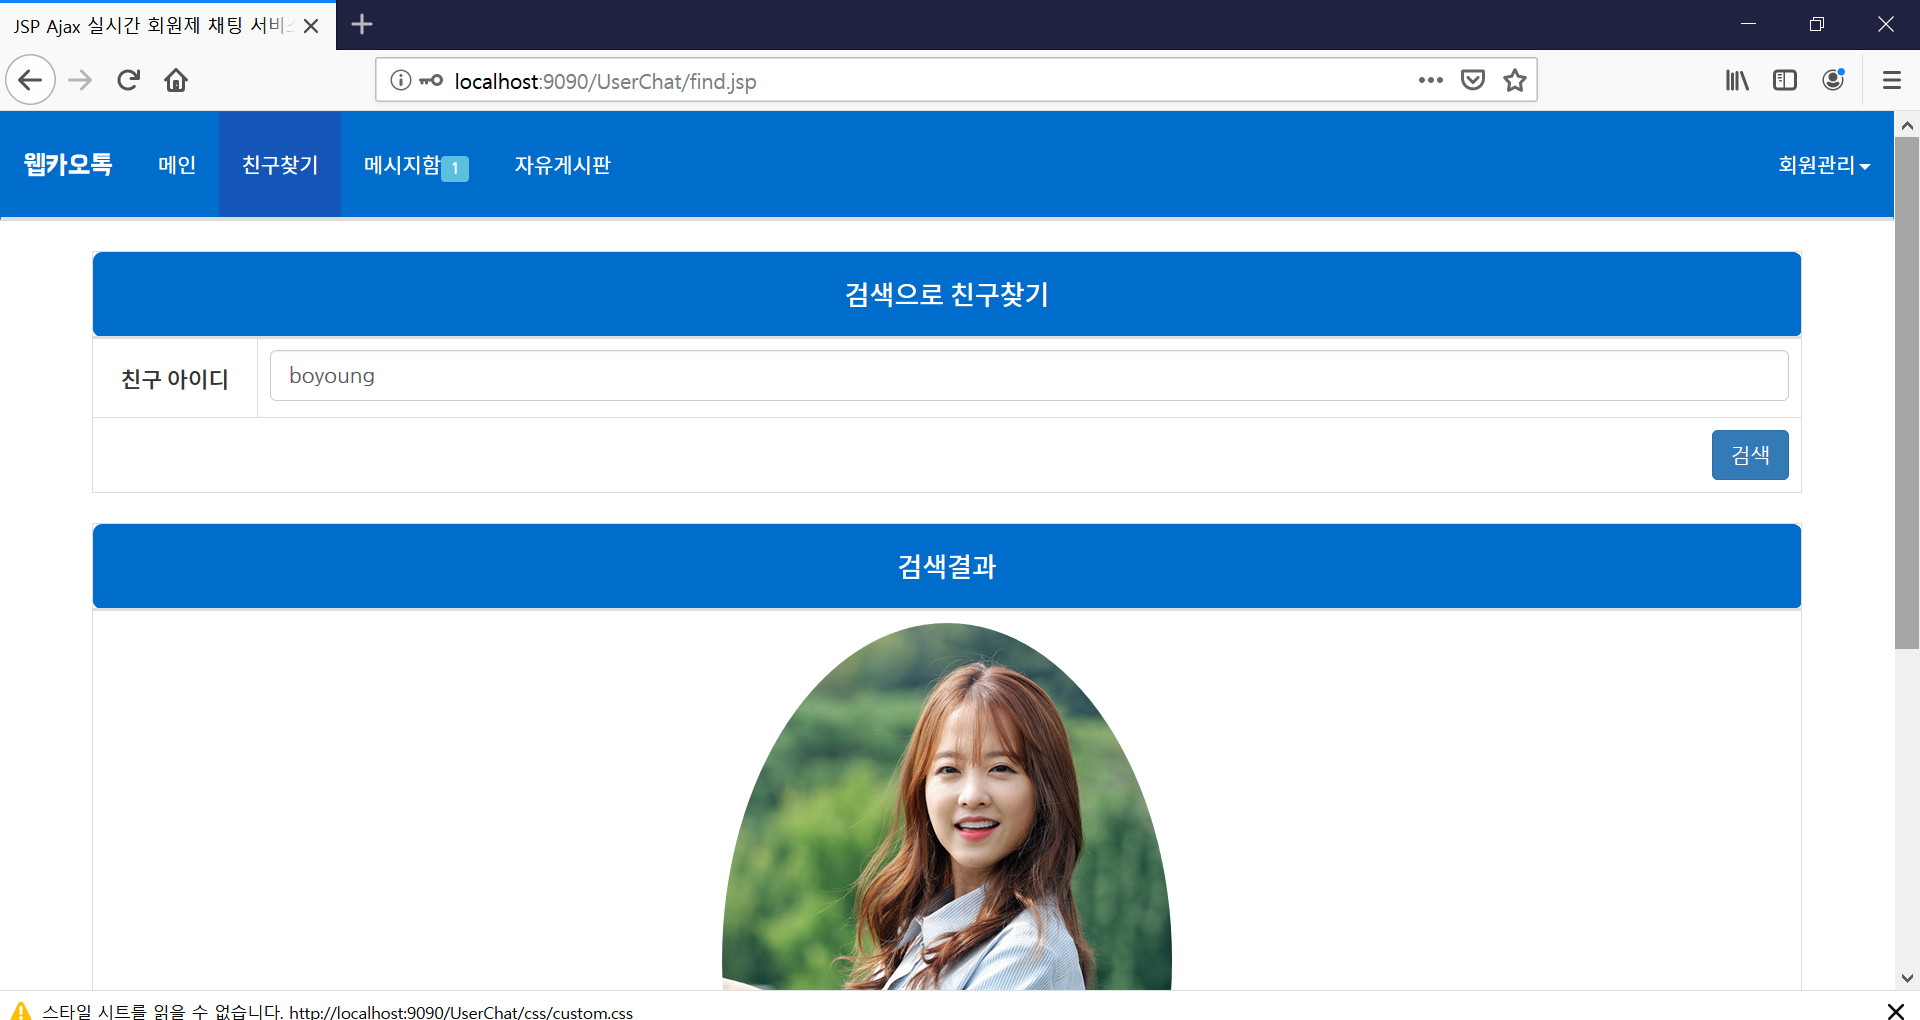 JSP Ajax 실시간 회원제 채팅 서비
localhost:9090/UserChat/find.jsp
웹카오톡 메인 친구찾기 메시지함 1 자유게시판 회원관리
검색으로 친구찾기
친구 아이디 boyoung
검색
검색결과
스타일 시트를 읽을 수 없습니다. http://localhost:9090/UserChat/css/custom.css